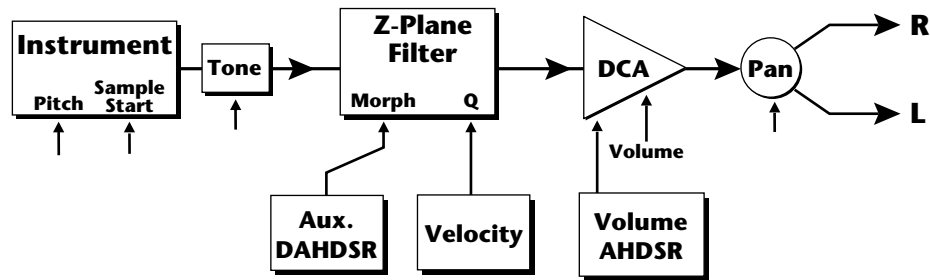 Instrument
Pitch
Sample
Start
Tone
Z-Plane
Filter
Morph Q
DCA
Volume
Pan
R
L
Aux.
DAHDSR
Velocity
Volume
AHDSR